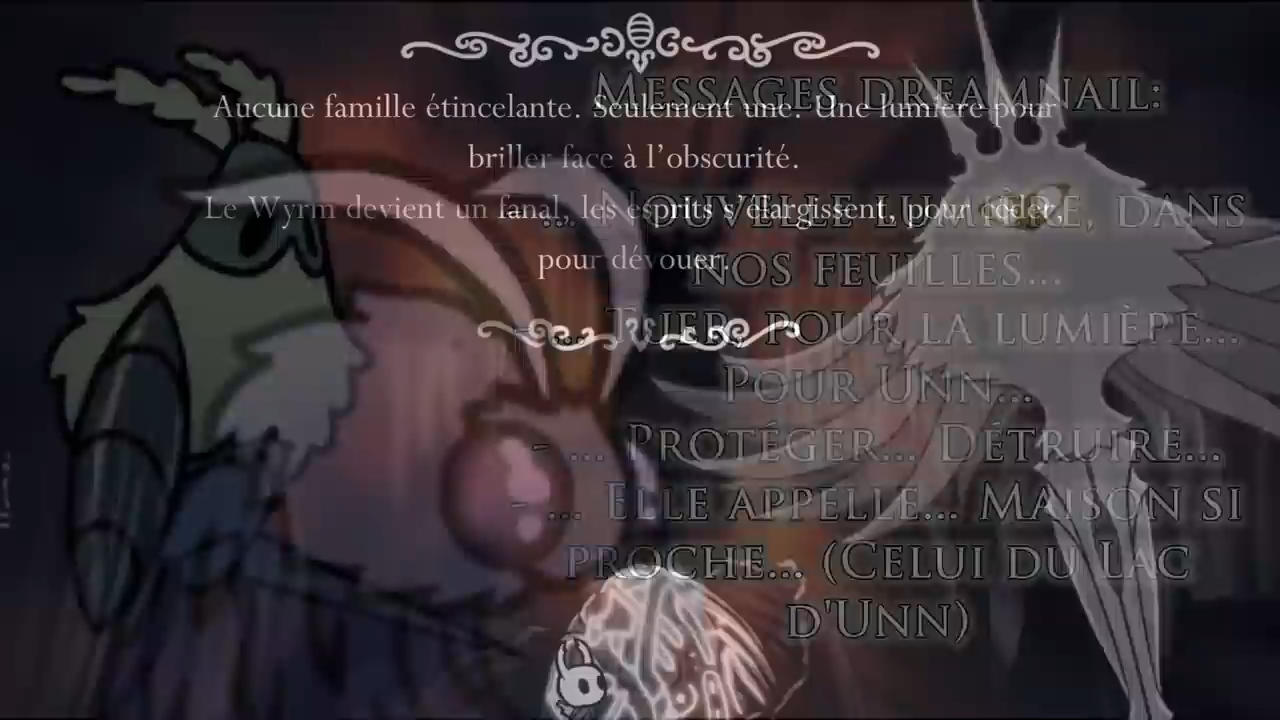 Aucune famille étincelante. Seulement une. Une lumière pour
briller face à l'obscurité.
Le Wyrm devient un fanal, les esprits s'élargissent, pour céder,
pour dévouer.
Messages dreamnail:
- ... Nouvelle lumière, dans
nos feuilles...
- ... Tuer, pour la lumière...
Pour Unn...
- ... Protéger... Détruire...
- ... Elle appelle... Maison si
proche... (Celui du Lac
d'Unn)